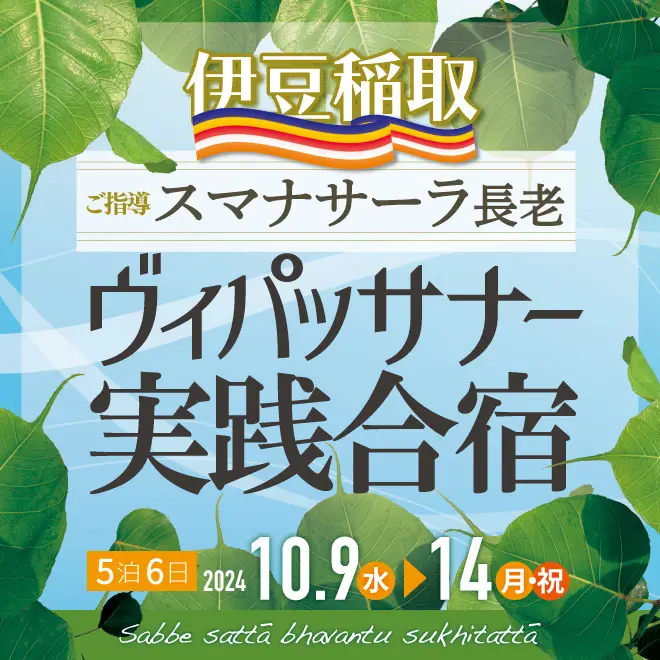 伊豆稲取
ご指導 スマナサーラ長老
ヴィパッサナー
実践合宿
5泊6日 2024 10.9水▶14月・祝
Sabbe sattā bhavantu sukhitattā